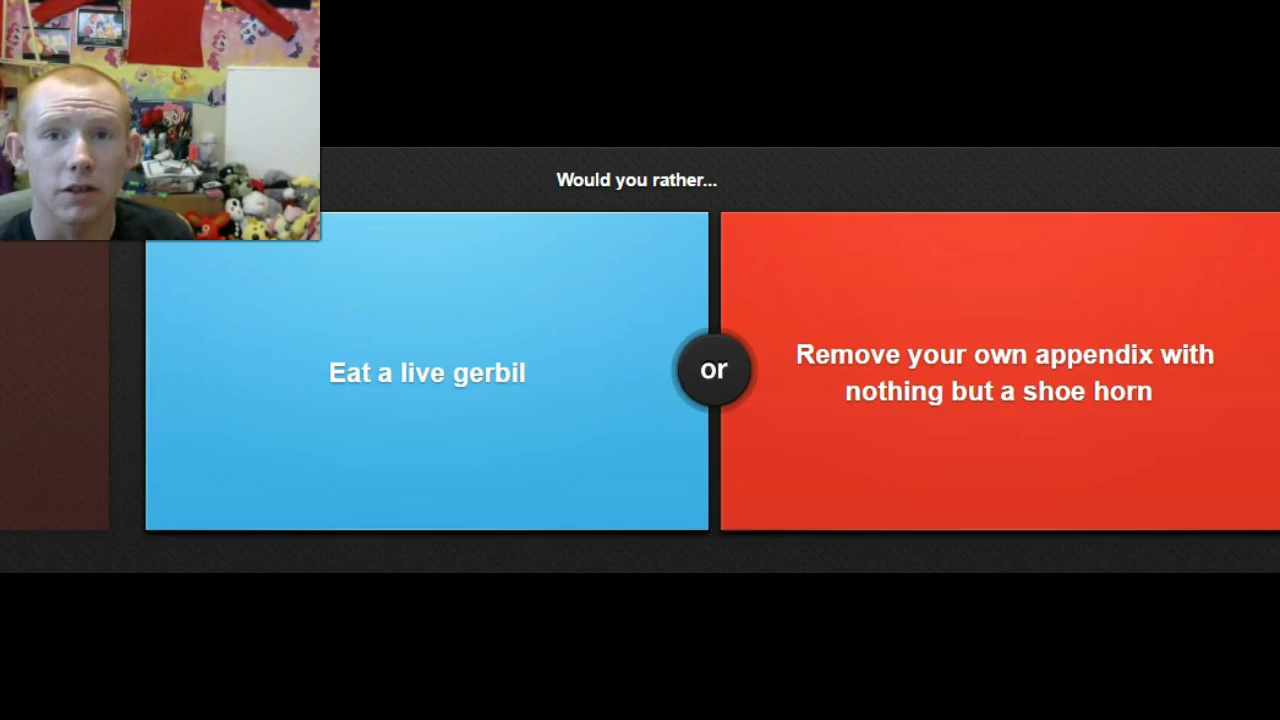 Would you rather...
Eat a live gerbil
or
Remove your own appendix with
nothing but a shoe horn